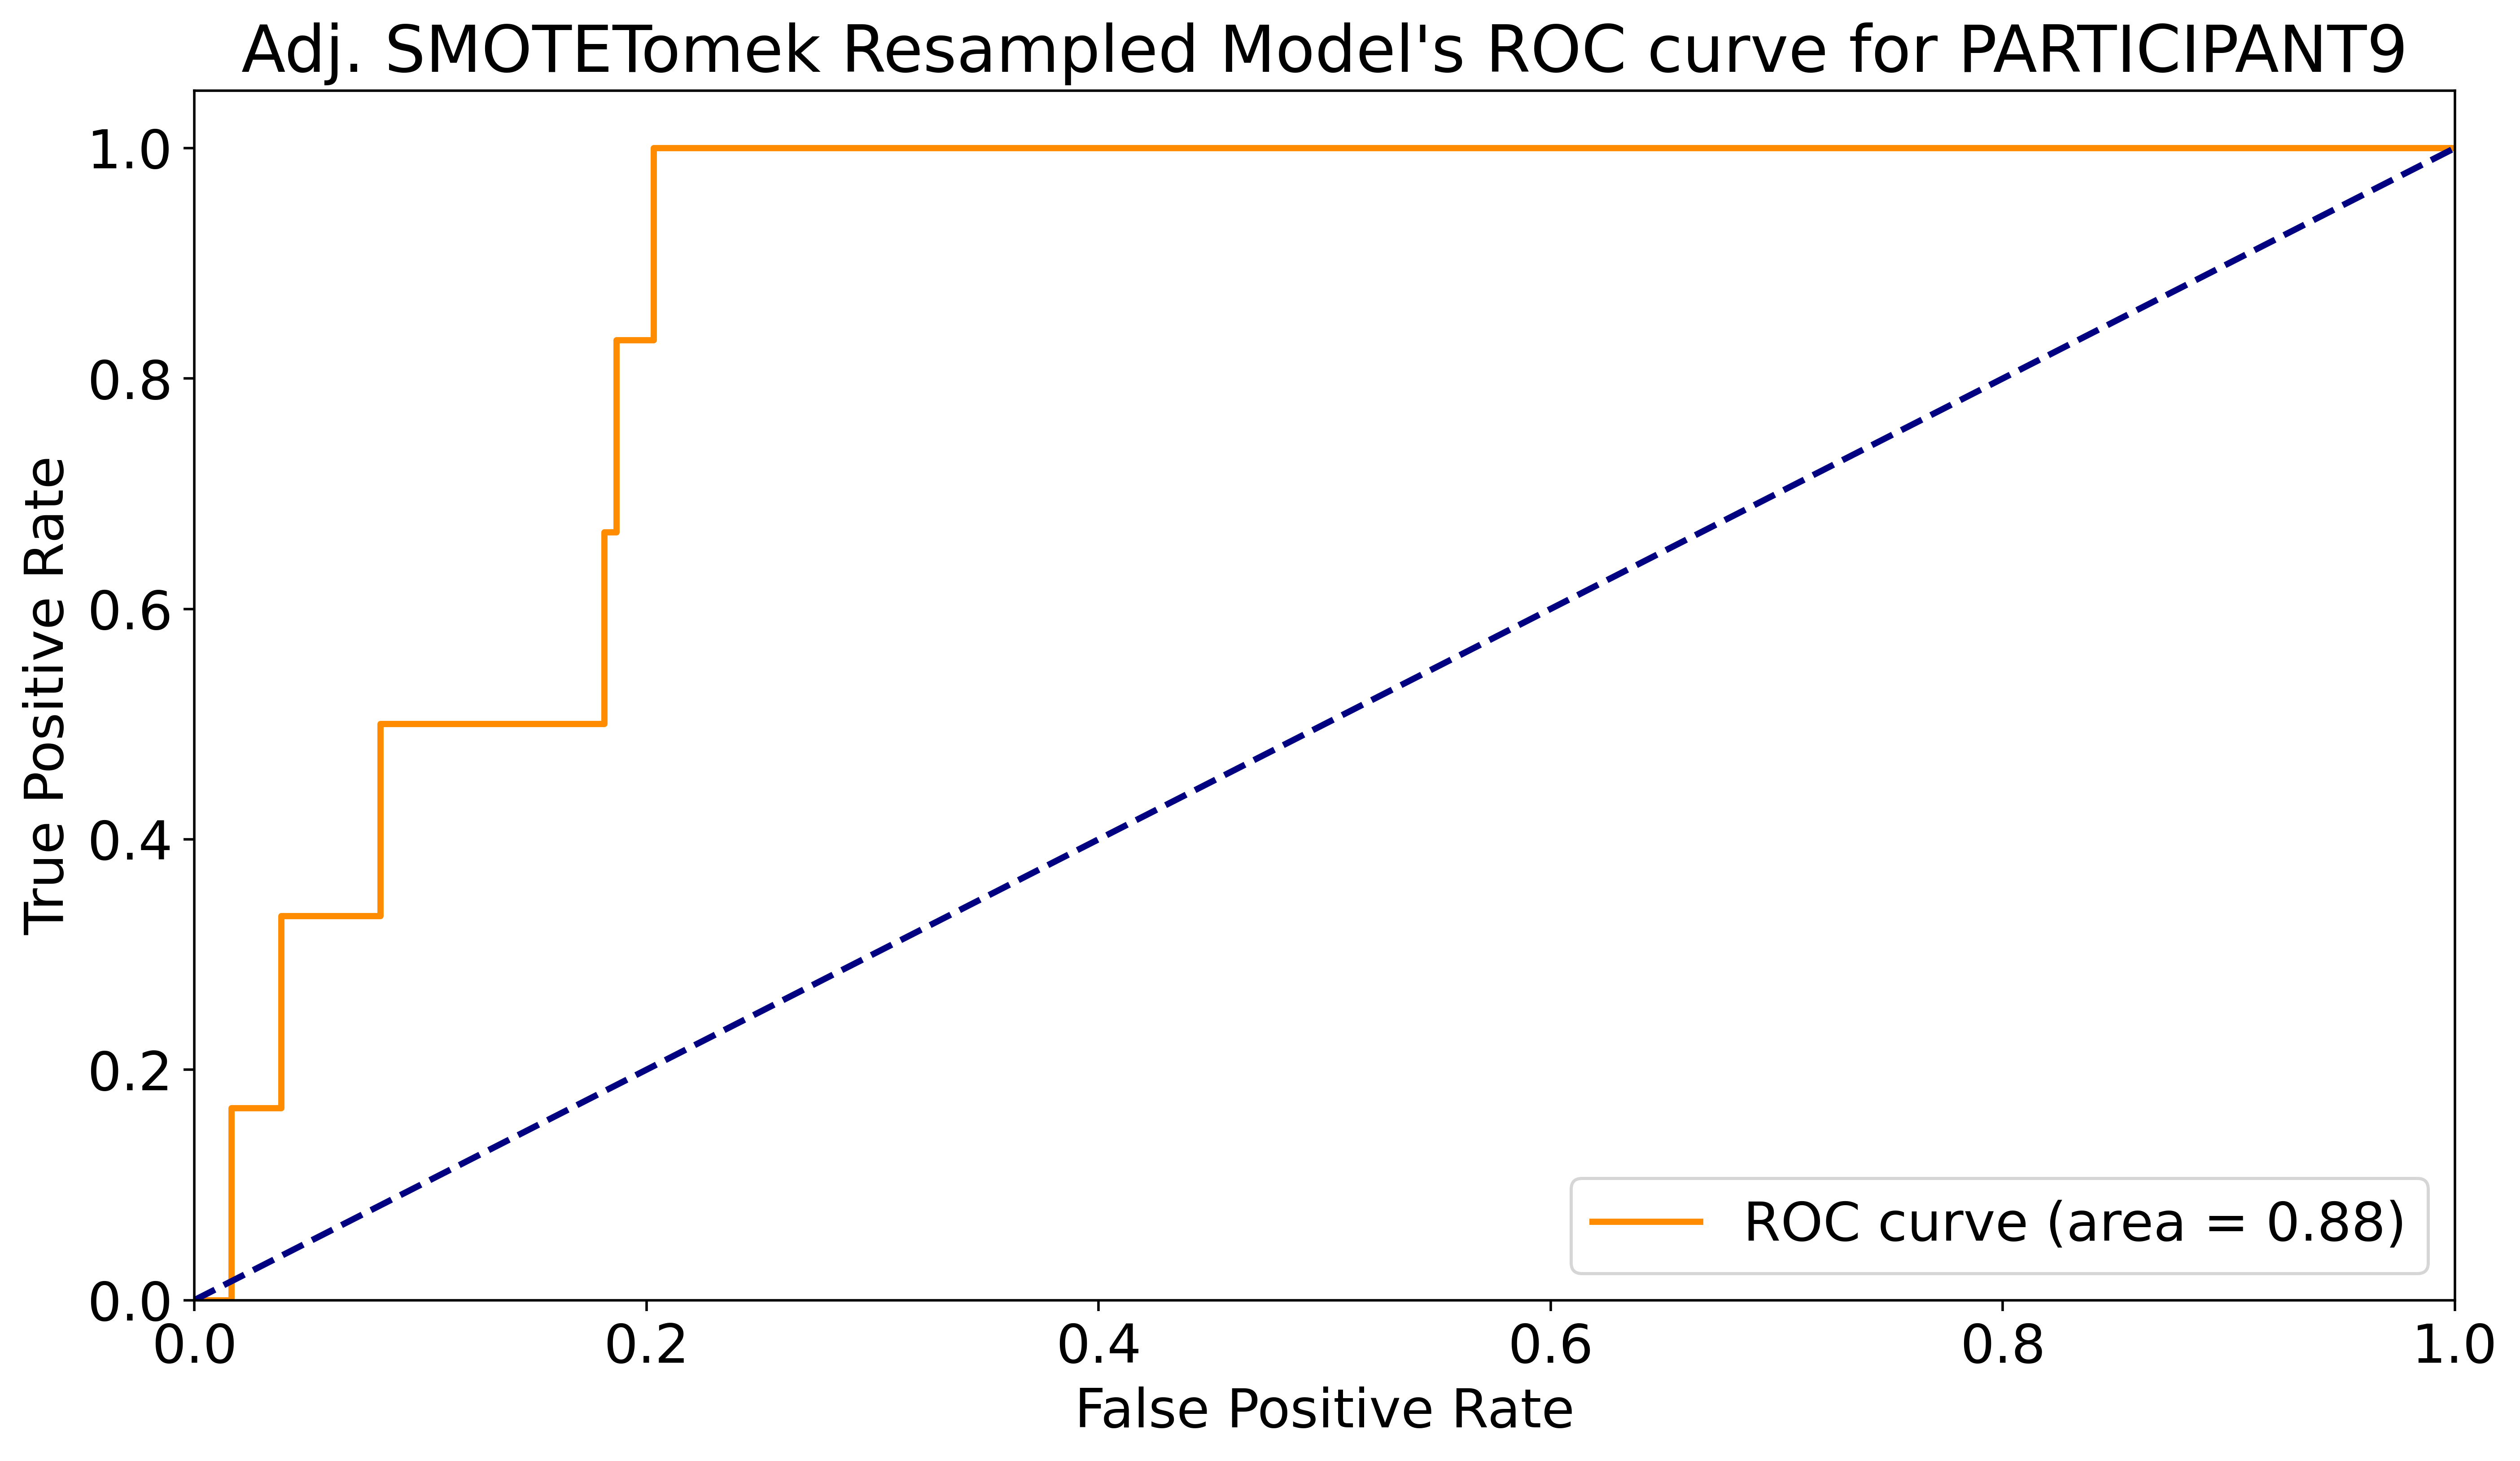 Adj. SMOTETomek Resampled Model's ROC curve for PARTICIPANT9
True Positive Rate
1.0
0.8
0.6
0.4
0.2
0.0
0.0 0.2 0.4 0.6 0.8 1.0
False Positive Rate
ROC curve (area = 0.88)